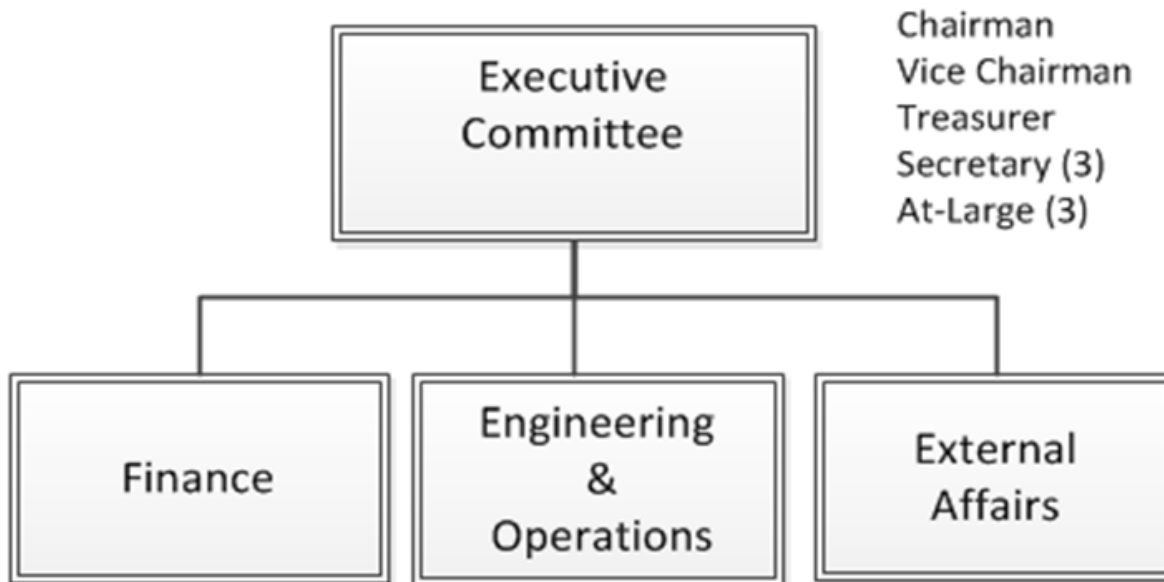 Executive
Committee
Chairman
Vice Chairman
Treasurer
Secretary (3)
At-Large (3)
Finance
Engineering
&
Operations
External
Affairs